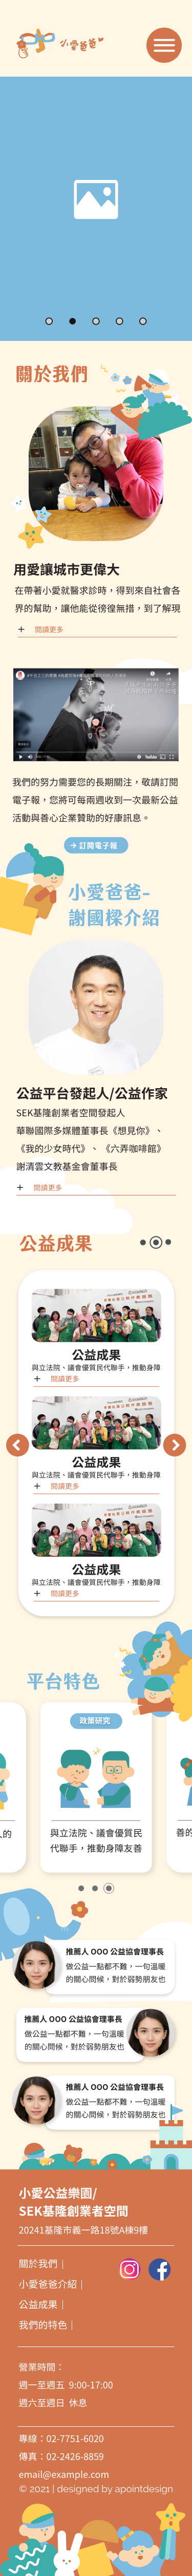 小愛爸爸
關於我們
用愛讓城市更偉大
在帶著小愛就醫求診時，得到來自社會各
界的幫助，讓他能從徬徨無措，到了解現
+ 閱讀更多
我們的努力需要您的長期關注，敬請訂閱
電子報，您將可每兩週收到一次最新公益
活動與善心企業贊助的好康訊息。
→ 訂閱電子報
小愛爸爸-
謝國樑介紹
公益平台發起人/公益作家
SEK基隆創業者空間發起人
華聯國際多媒體董事長《想見你》、
《我的少女時代》、《六弄咖啡館》
謝清雲文教基金會董事長
+ 閱讀更多
公益成果
公益成果
與立法院、議會優質民代聯手，推動身障
+ 閱讀更多
公益成果
與立法院、議會優質民代聯手，推動身障
+ 閱讀更多
公益成果
與立法院、議會優質民代聯手，推動身障
+ 閱讀更多
平台特色
政策研究
與立法院、議會優質民
代聯手，推動身障友善
人的
善的
推薦人 OOO 公益協會理事長
做公益一點都不難，一句溫暖
的關心問候，對於弱勢朋友也
推薦人 OOO 公益協會理事長
做公益一點都不難，一句溫暖
的關心問候，對於弱勢朋友也
推薦人 OOO 公益協會理事長
做公益一點都不難，一句溫暖
的關心問候，對於弱勢朋友也
小愛公益樂園/
SEK基隆創業者空間
20241基隆市義一路18號A棟9樓
關於我們｜
小愛爸爸介紹｜
公益成果｜
我們的特色｜
營業時間：
週一至週五 9:00-17:00
週六至週日 休息
專線：02-7751-6020
傳真：02-2426-8859
email@example.com
© 2021 | designed by apointdesign